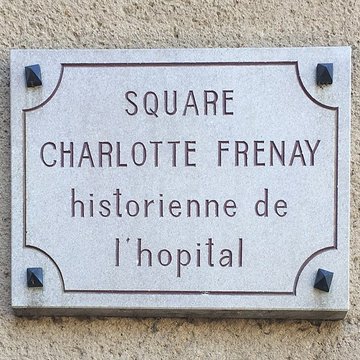 SQUARE
CHARLOTTE FRENAY
historienne de
l'hopital